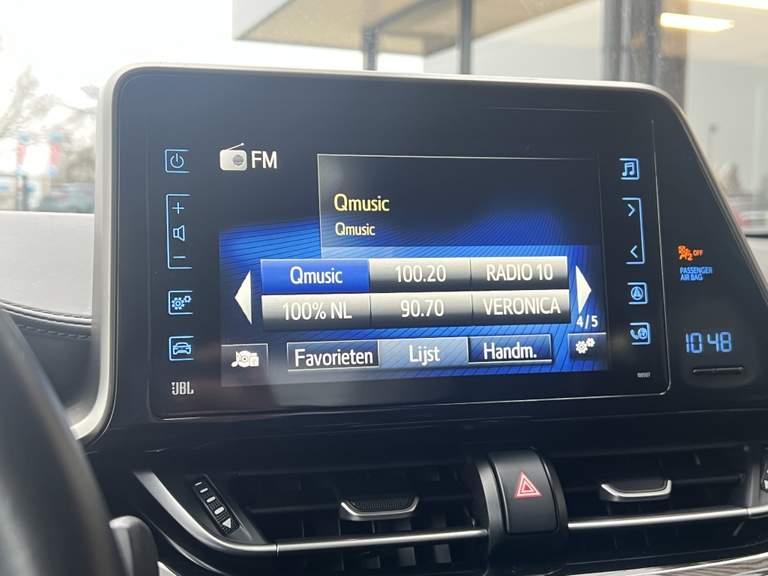 FM
Qmusic
Qmusic
Qmusic 100.20 RADIO 10
100% NL 90.70 VERONICA
4/5
Favorieten Lijst Handm.
JBL
OFF
PASSENGER
AIR BAG
10:48